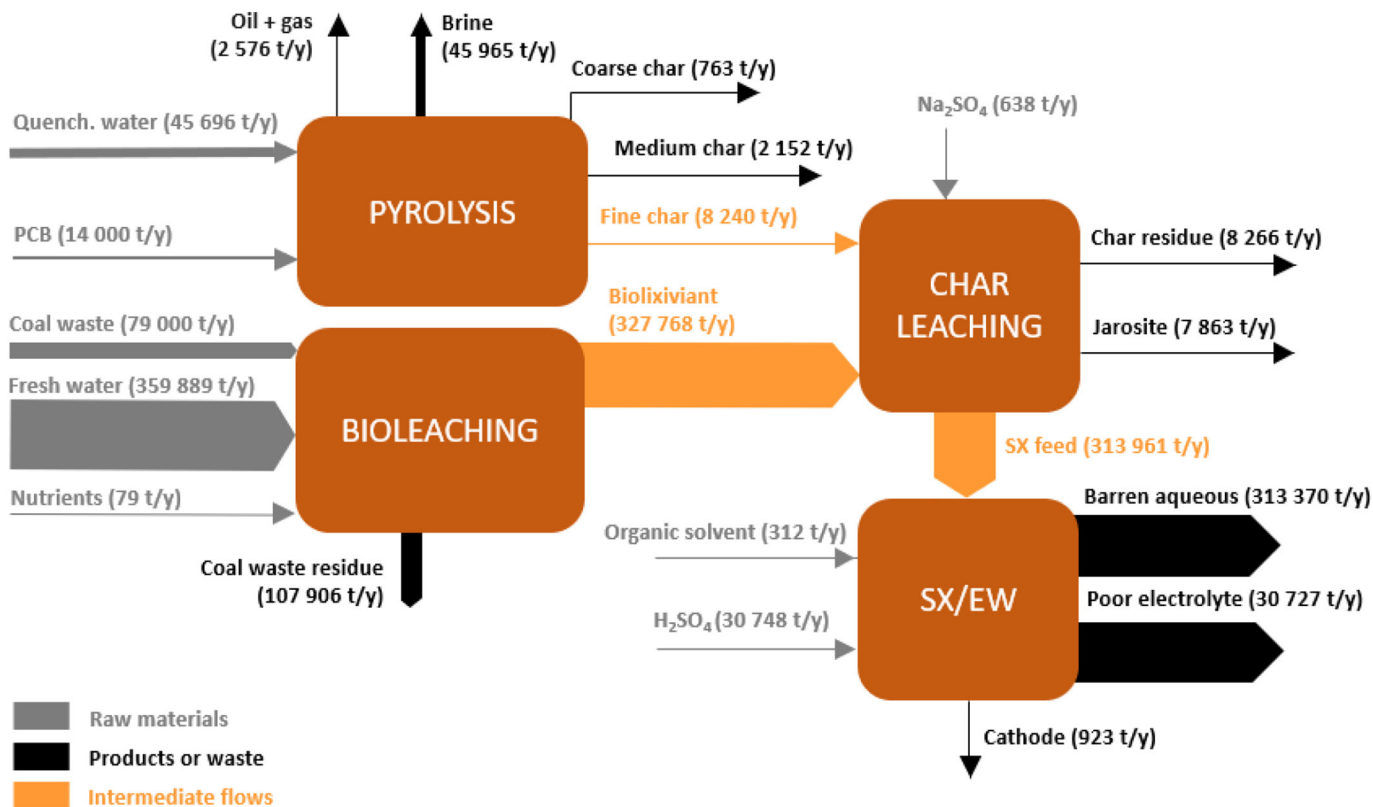 Oil + gas
(2 576 t/y)
Brine
(45 965 t/y)
Coarse char (763 t/y)
Quench. water (45 696 t/y)
Medium char (2 152 t/y)
Na₂SO₄ (638 t/y)
PYROLYSIS
PCB (14 000 t/y)
Fine char (8 240 t/y)
Char residue (8 266 t/y)
CHAR
LEACHING
Coal waste (79 000 t/y)
Biolixiviant
(327 768 t/y)
Jarosite (7 863 t/y)
Fresh water (359 889 t/y)
BIOLEACHING
SX feed (313 961 t/y)
Nutrients (79 t/y)
Barren aqueous (313 370 t/y)
Organic solvent (312 t/y)
Coal waste residue
(107 906 t/y)
SX/EW
Poor electrolyte (30 727 t/y)
H₂SO₄ (30 748 t/y)
Cathode (923 t/y)
Raw materials
Products or waste
Intermediate flows